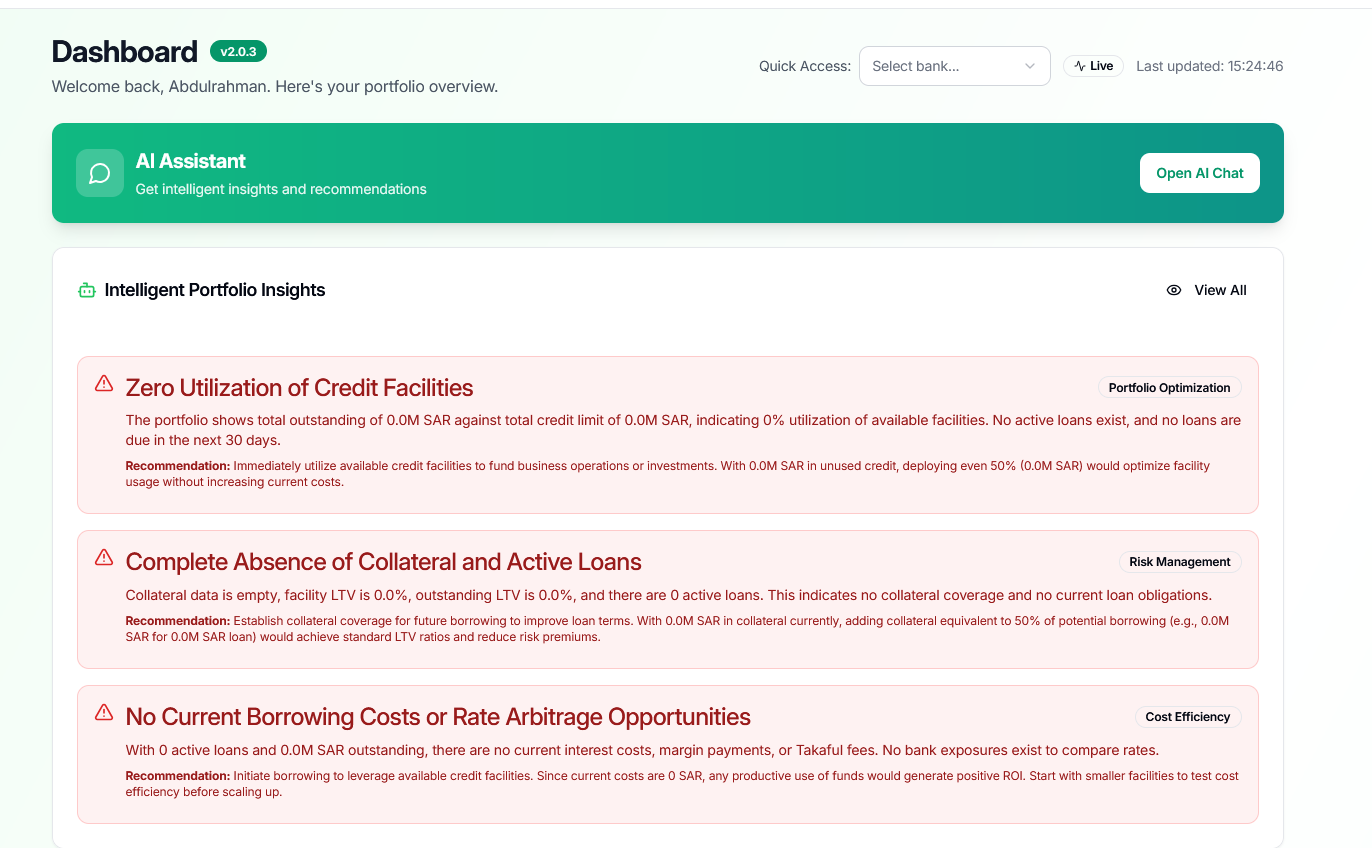 Dashboard v2.0.3
Welcome back, Abdulrahman. Here's your portfolio overview.
Quick Access: Select bank... Live Last updated: 15:24:46
AI Assistant
Get intelligent insights and recommendations
Open AI Chat
Intelligent Portfolio Insights
View All
Zero Utilization of Credit Facilities
Portfolio Optimization
The portfolio shows total outstanding of 0.0M SAR against total credit limit of 0.0M SAR, indicating 0% utilization of available facilities. No active loans exist, and no loans are
due in the next 30 days.
Recommendation: Immediately utilize available credit facilities to fund business operations or investments. With 0.0M SAR in unused credit, deploying even 50% (0.0M SAR) would optimize facility
usage without increasing current costs.
Complete Absence of Collateral and Active Loans
Risk Management
Collateral data is empty, facility LTV is 0.0%, outstanding LTV is 0.0%, and there are 0 active loans. This indicates no collateral coverage and no current loan obligations.
Recommendation: Establish collateral coverage for future borrowing to improve loan terms. With 0.0M SAR in collateral currently, adding collateral equivalent to 50% of potential borrowing (e.g., 0.0M
SAR for 0.0M SAR loan) would achieve standard LTV ratios and reduce risk premiums.
No Current Borrowing Costs or Rate Arbitrage Opportunities
Cost Efficiency
With 0 active loans and 0.0M SAR outstanding, there are no current interest costs, margin payments, or Takaful fees. No bank exposures exist to compare rates.
Recommendation: Initiate borrowing to leverage available credit facilities. Since current costs are 0 SAR, any productive use of funds would generate positive ROI. Start with smaller facilities to test cost
efficiency before scaling up.